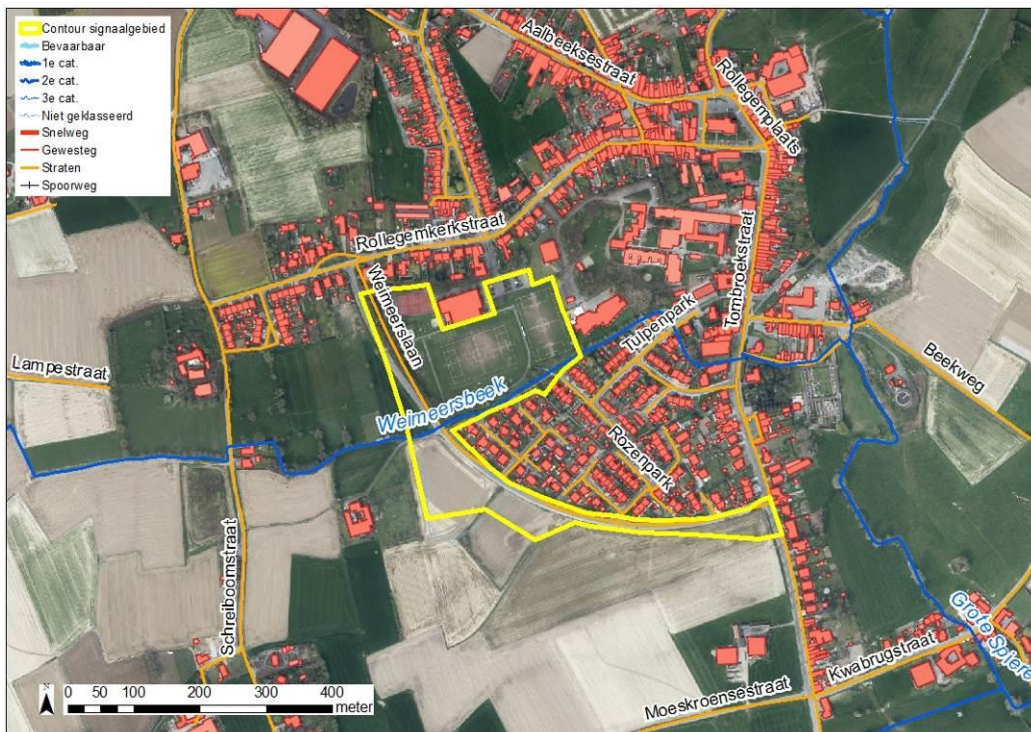 Contour signaalgebied
Bevaarbaar
1e cat.
2e cat.
3e cat.
Niet geklasseerd
Snelweg
Gewesteg
Straten
Spoorweg
Aalbeeksestraat
Rollegemplaats
Rollegemkerkstraat
Weimeerslaan
Tombroekstraat
Tulpenpark
Lampestraat
Beekweg
Weimeersbeek
Rozenpark
Schreiboomstraat
Grote Spiere
Kwabrugstraat
Moeskroensestraat
N
0 50 100 200 300 400
meter